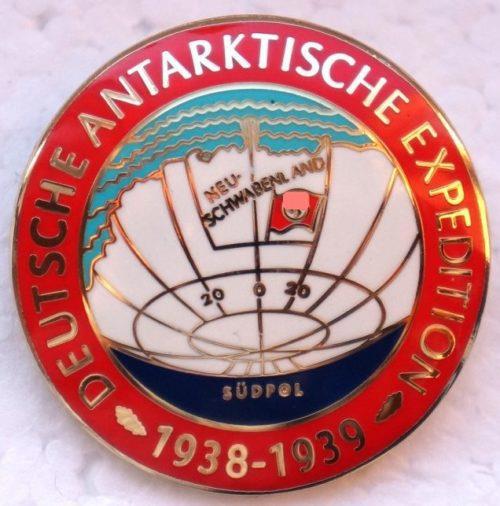 DEUTSCHE ANTARKTISCHE EXPEDITION
NEU-
SCHWABENLAND
20 0 20
SÜDPOL
1938-1939